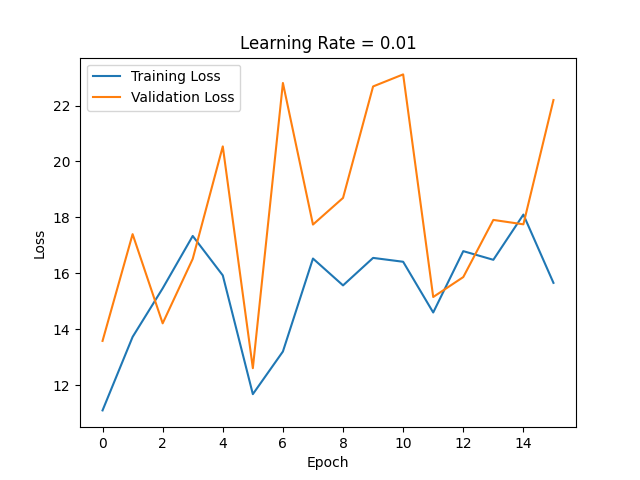 Learning Rate = 0.01
Training Loss
Validation Loss
22
20
18
16
14
12
Loss
0 2 4 6 8 10 12 14
Epoch